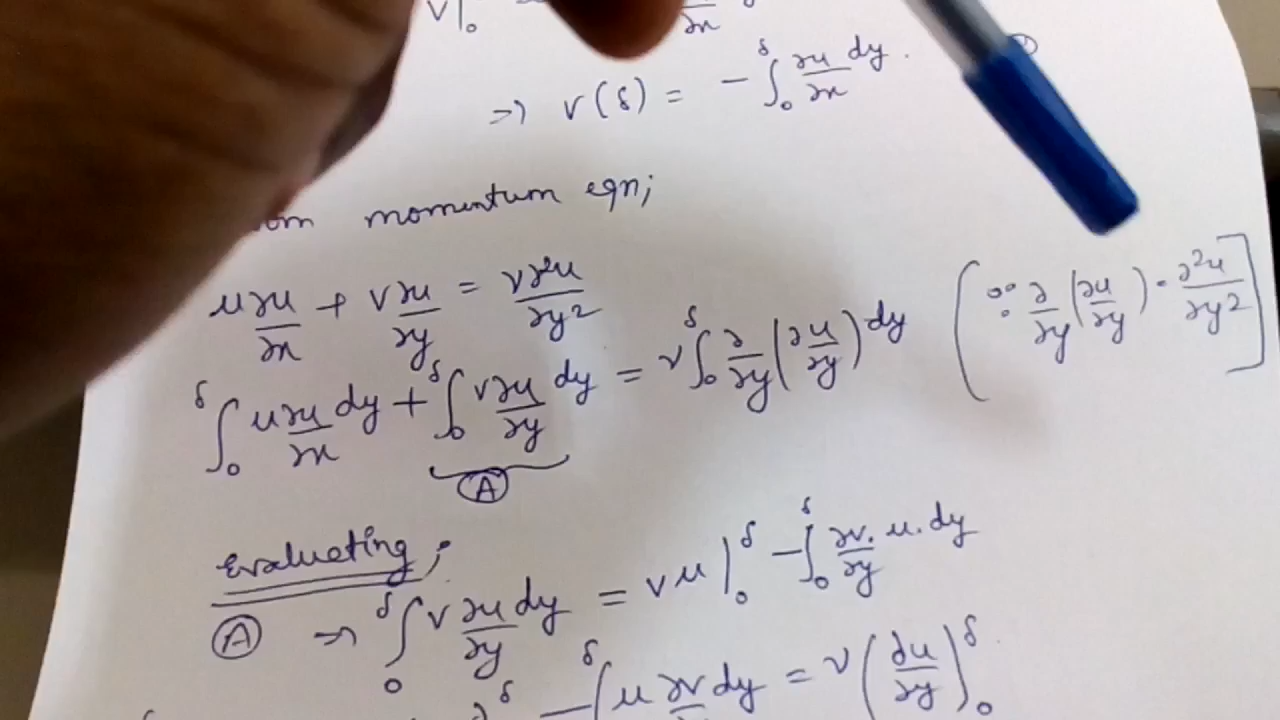 v|₀ ∂x
⇒ v(δ) = - ∫₀^δ ∂u/∂x dy.
momentum eqn;
u ∂u/∂x + v ∂u/∂y = ν ∂²u/∂y²
∫₀^δ u ∂u/∂x dy + ∫₀^δ v ∂u/∂y dy = ν ∫₀^δ ∂/∂y (∂u/∂y) dy [∵ ∂/∂y (∂u/∂y) = ∂²u/∂y²]
Ⓐ
Evaluating;
Ⓐ ⇒ ∫₀^δ v ∂u/∂y dy = vu|₀^δ - ∫₀^δ ∂v/∂y . u . dy
δ - ∫^δ u ∂v dy = ν (∂u/∂y)₀^δ